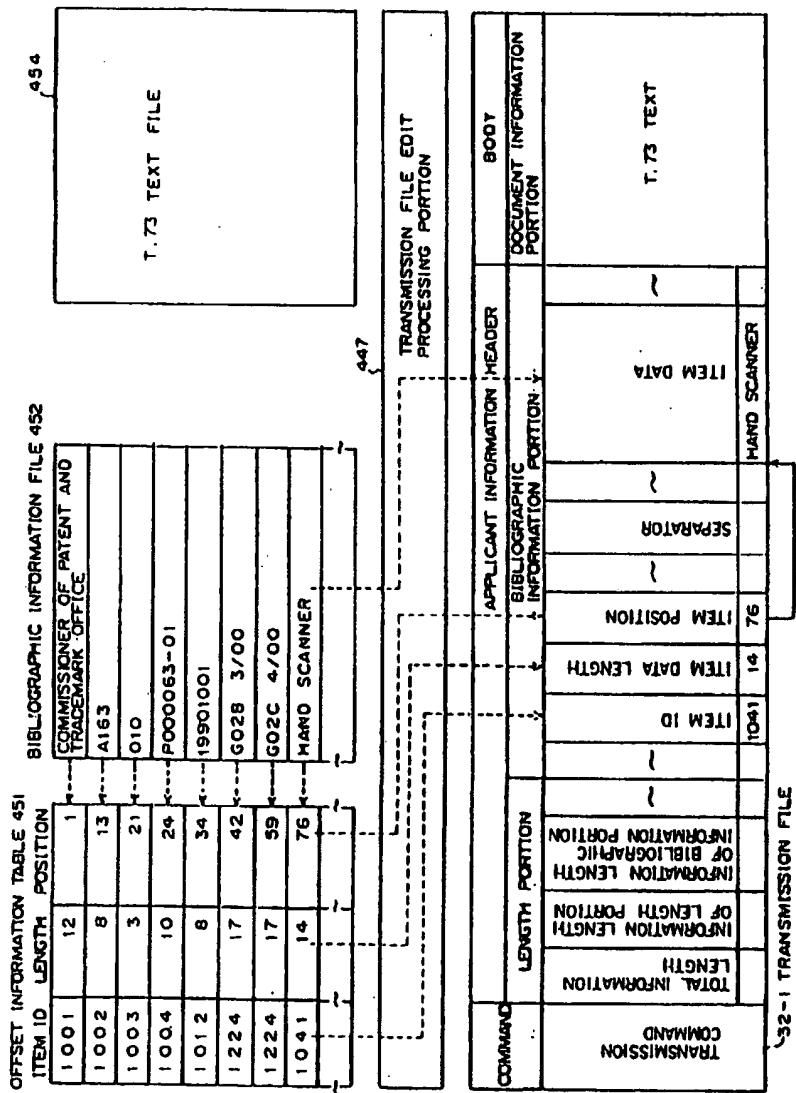 OFFSET INFORMATION TABLE 451
ITEM ID LENGTH POSITION
1001 12 1
1002 8 13
1003 3 21
1004 10 24
1012 8 34
1224 17 42
1224 17 59
1041 14 76
BIBLIOGRAPHIC INFORMATION FILE 452
COMMISSIONER OF PATENT AND
TRADEMARK OFFICE
A163
010
P000063-01
19901001
G02B 3/00
G02C 4/00
HAND SCANNER
454
T.73 TEXT FILE
447
TRANSMISSION FILE EDIT
PROCESSING PORTION
COMMAND
APPLICANT INFORMATION HEADER
BODY
LENGTH PORTION
BIBLIOGRAPHIC
INFORMATION PORTION
DOCUMENT INFORMATION
PORTION
TRANSMISSION
COMMAND
TOTAL INFORMATION
LENGTH
INFORMATION LENGTH
OF LENGTH PORTION
INFORMATION LENGTH
OF BIBLIOGRAPHIC
INFORMATION PORTION
ITEM ID
ITEM DATA LENGTH
ITEM POSITION
SEPARATOR
ITEM DATA
T.73 TEXT
1041
14
76
HAND SCANNER
32-1 TRANSMISSION FILE